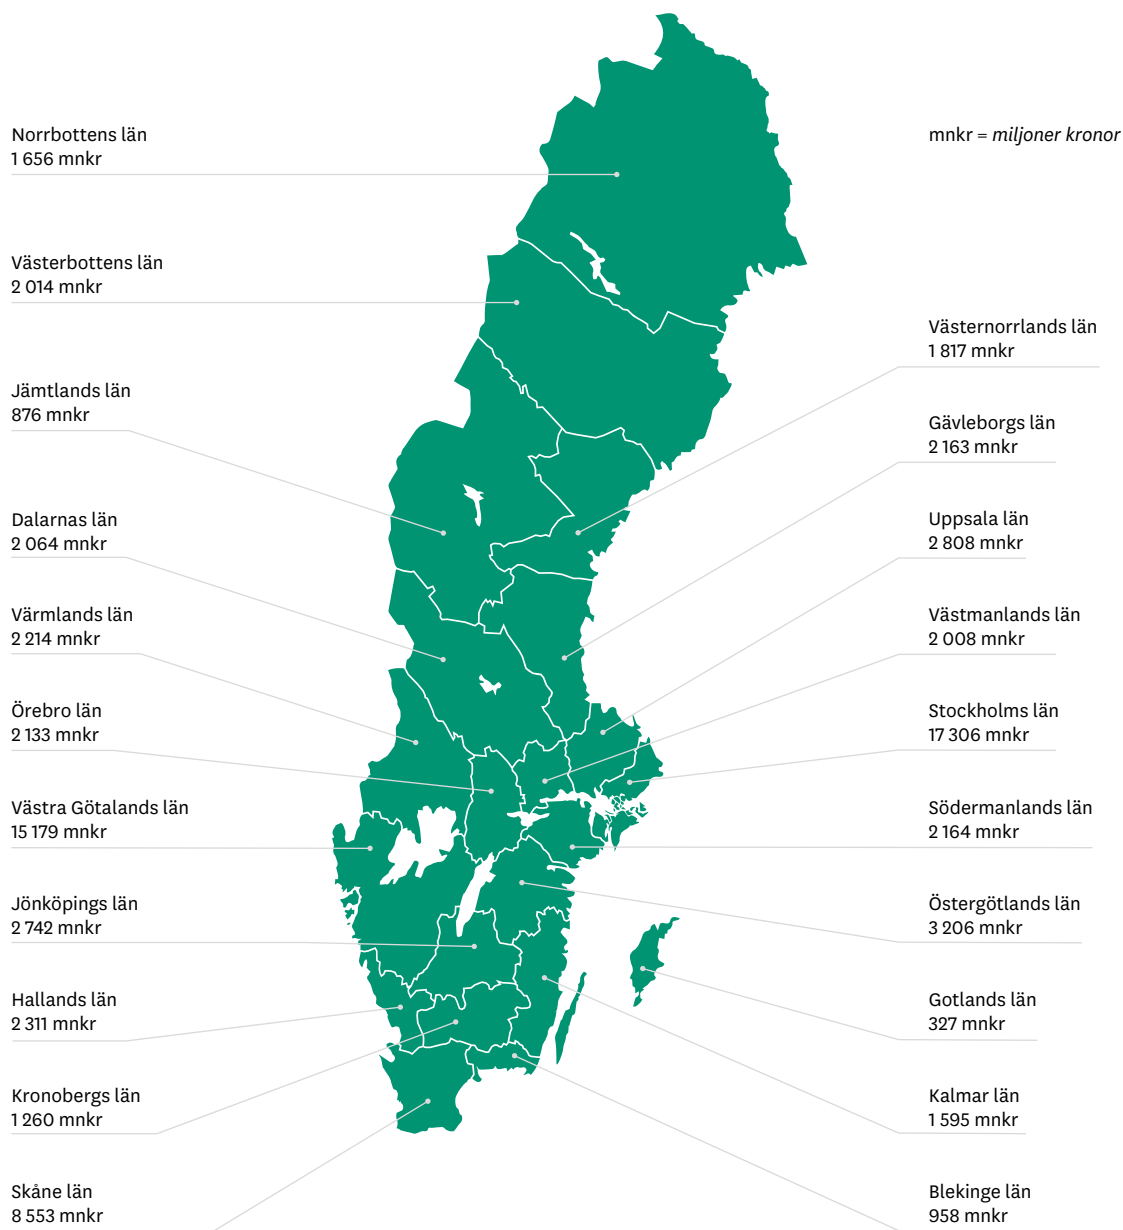 Norrbottens län
1 656 mnkr
Västerbottens län
2 014 mnkr
Jämtlands län
876 mnkr
Dalarnas län
2 064 mnkr
Värmlands län
2 214 mnkr
Örebro län
2 133 mnkr
Västra Götalands län
15 179 mnkr
Jönköpings län
2 742 mnkr
Hallands län
2 311 mnkr
Kronobergs län
1 260 mnkr
Skåne län
8 553 mnkr
mnkr = miljoner kronor
Västernorrlands län
1 817 mnkr
Gävleborgs län
2 163 mnkr
Uppsala län
2 808 mnkr
Västmanlands län
2 008 mnkr
Stockholms län
17 306 mnkr
Södermanlands län
2 164 mnkr
Östergötlands län
3 206 mnkr
Gotlands län
327 mnkr
Kalmar län
1 595 mnkr
Blekinge län
958 mnkr